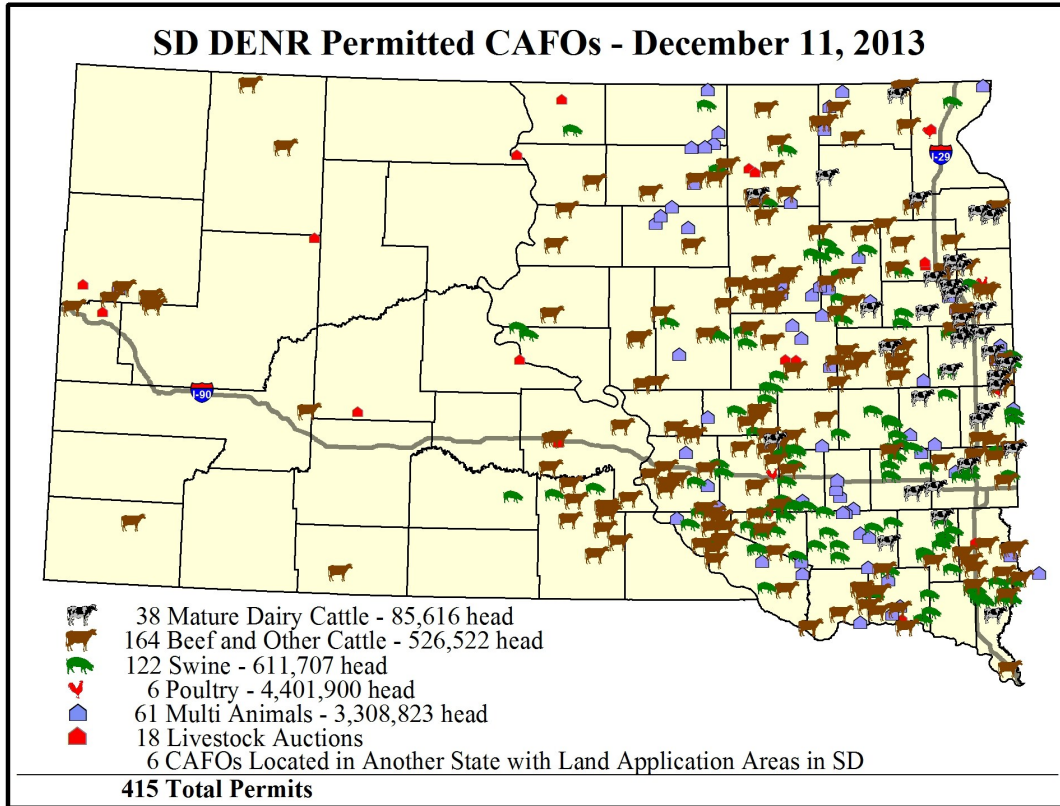 SD DENR Permitted CAFOs - December 11, 2013
I-29
I-90
38 Mature Dairy Cattle - 85,616 head
164 Beef and Other Cattle - 526,522 head
122 Swine - 611,707 head
6 Poultry - 4,401,900 head
61 Multi Animals - 3,308,823 head
18 Livestock Auctions
6 CAFOs Located in Another State with Land Application Areas in SD
415 Total Permits